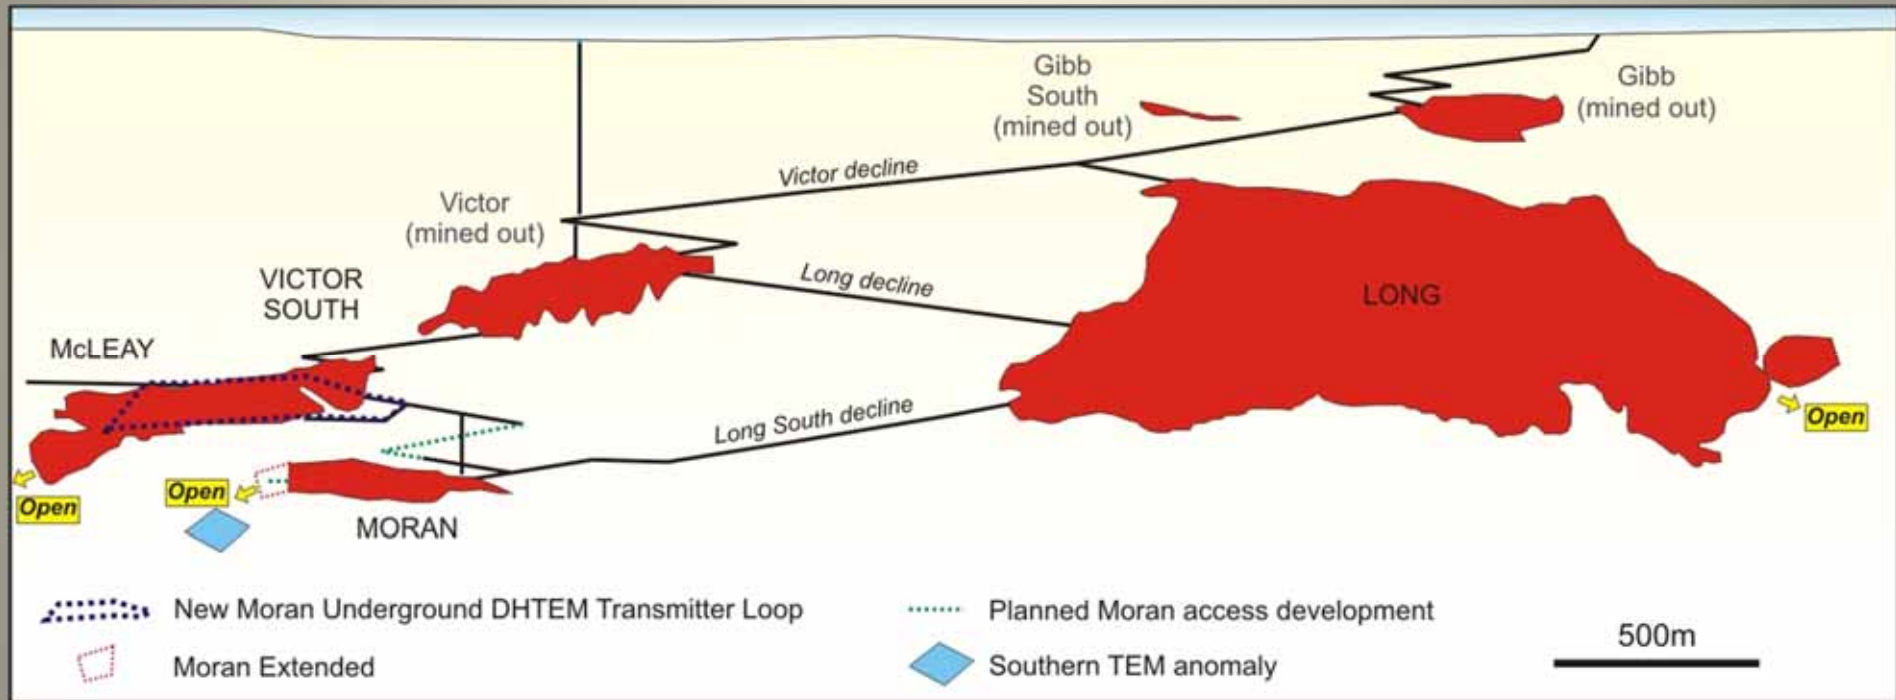 Gibb
South
(mined out)
Gibb
(mined out)
Victor decline
Victor
(mined out)
Long decline
VICTOR
SOUTH
LONG
McLEAY
Long South decline
Open
Open
Open
MORAN
New Moran Underground DHTEM Transmitter Loop
Planned Moran access development
Moran Extended
Southern TEM anomaly
500m